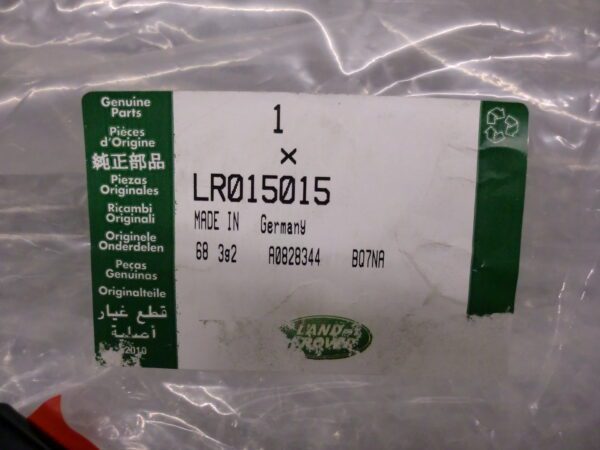 Genuine
Parts
Pièces
d'Origine
純正部品
Piezas
Originales
Ricambi
Originali
Originele
Onderdelen
Peças
Genuinas
Originalteile
قطع غيار
أصلية
2010
1
×
LR015015
MADE IN Germany
68 3g2 A0828344 BQ7NA
LAND
ROVER